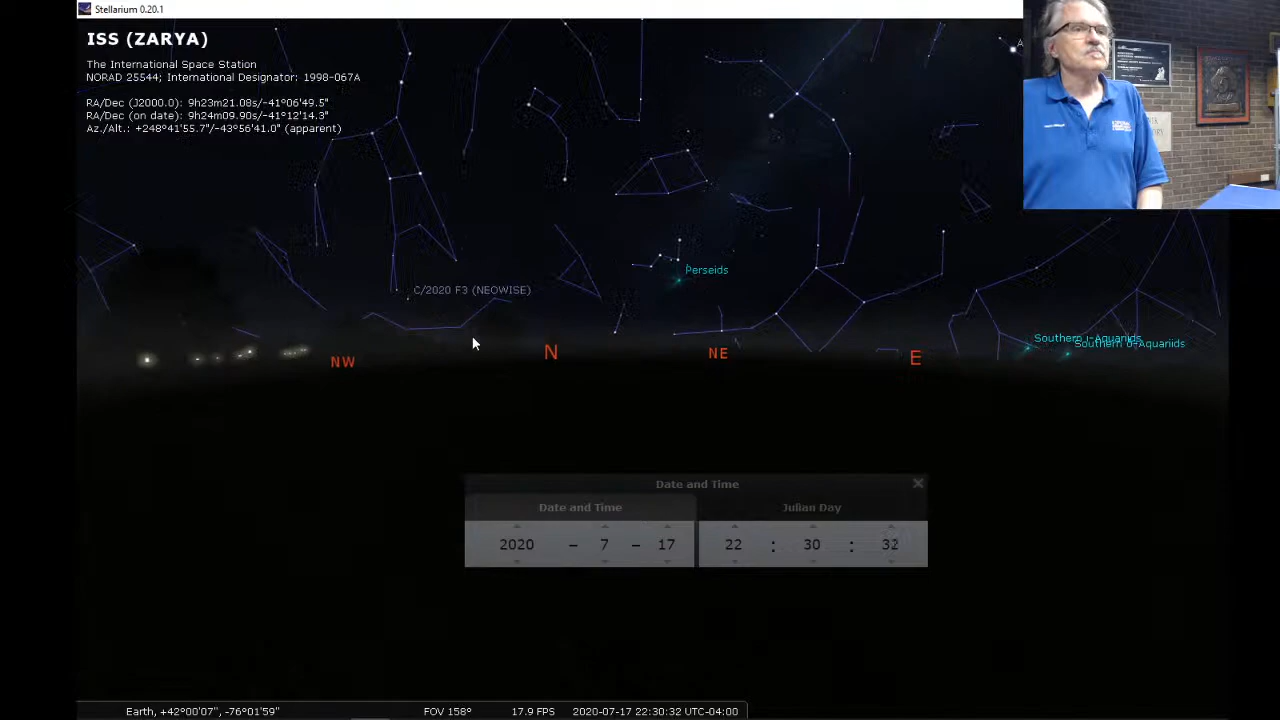 Stellarium 0.20.1
ISS (ZARYA)
The International Space Station
NORAD 25544; International Designator: 1998-067A
RA/Dec (J2000.0): 9h23m21.08s/-41°06'49.5"
RA/Dec (on date): 9h24m09.90s/-41°12'14.3"
Az./Alt.: +248°41'55.7"/-43°56'41.0" (apparent)
Perseids
C/2020 F3 (NEOWISE)
Southern ι-Aquariids
Southern δ-Aquariids
NW
N
NE
E
Date and Time
Date and Time
Julian Day
2020 – 7 – 17
22 : 30 : 32
Earth, +42°00'07", -76°01'59"
FOV 158°
17.9 FPS
2020-07-17 22:30:32 UTC-04:00